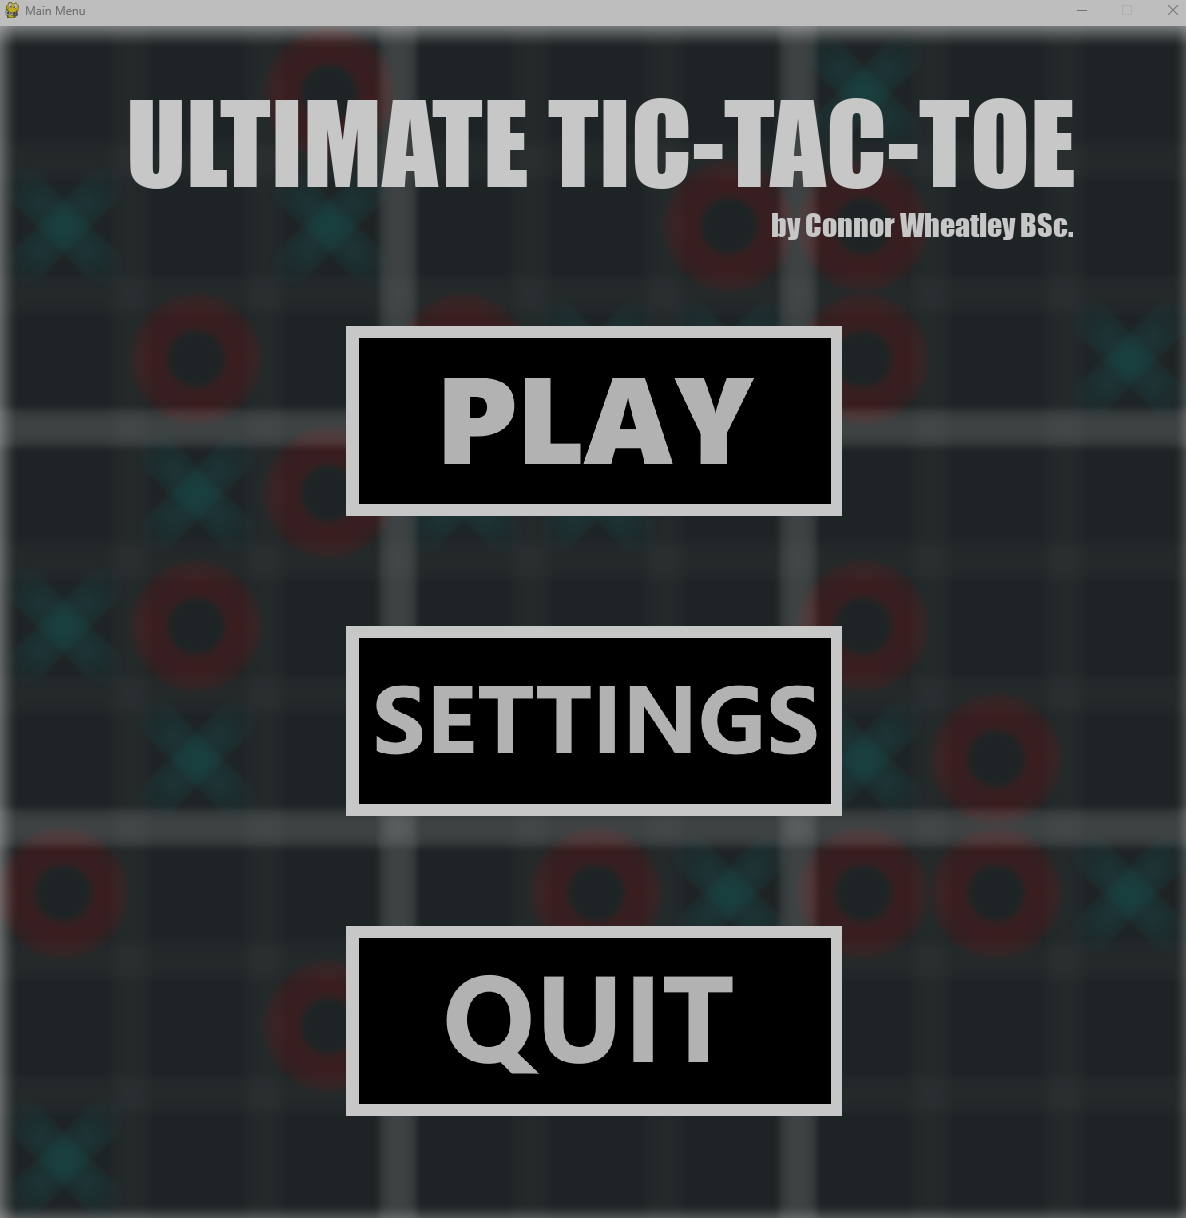 Main Menu
ULTIMATE TIC-TAC-TOE
by Connor Wheatley BSc.
PLAY
SETTINGS
QUIT